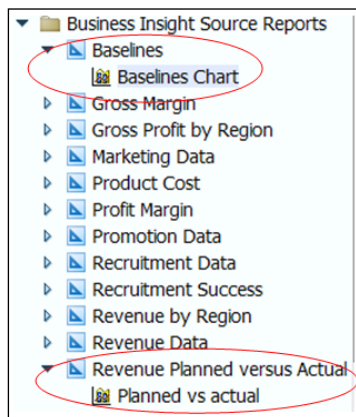 Business Insight Source Reports
Baselines
Baselines Chart
Gross Margin
Gross Profit by Region
Marketing Data
Product Cost
Profit Margin
Promotion Data
Recruitment Data
Recruitment Success
Revenue by Region
Revenue Data
Revenue Planned versus Actual
Planned vs actual